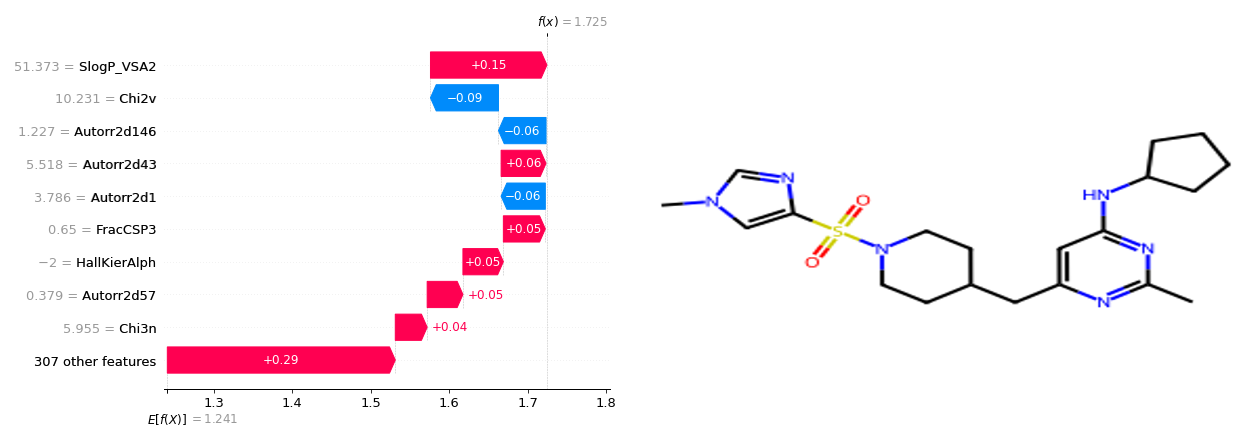 f(x) = 1.725
51.373 = SlogP_VSA2
+0.15
10.231 = Chi2v
−0.09
1.227 = Autorr2d146
−0.06
5.518 = Autorr2d43
+0.06
3.786 = Autorr2d1
−0.06
0.65 = FracCSP3
+0.05
−2 = HallKierAlph
+0.05
0.379 = Autorr2d57
+0.05
5.955 = Chi3n
+0.04
307 other features
+0.29
1.3 1.4 1.5 1.6 1.7 1.8
E[f(X)] = 1.241
N
N
S
O
O
N
HN
N
N